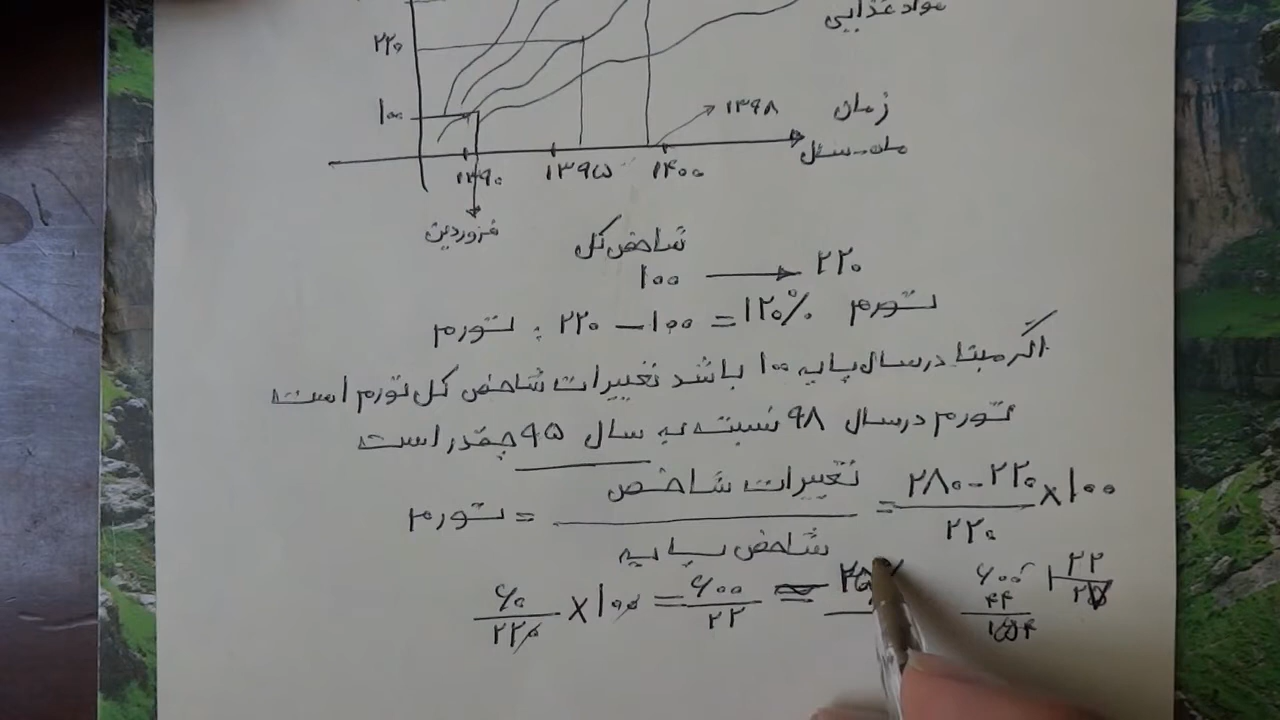 مواد غذایی
۲۲۰
۱۰۰
۱۳۹۸
زمان
ماه-سال
۱۳۹۰ ۱۳۹۵ ۱۴۰۰
فروردین
شاخص کل
۱۰۰ → ۲۲۰
تورم : ۲۲۰ – ۱۰۰ = ۱۲۰% تورم
اگر مبنا در سال پایه ۱۰۰ باشد تغییرات شاخص کل تورم است
تورم در سال ۹۸ نسبت به سال ۹۵ چقدر است
تورم = تغییرات شاخص / شاخص پایه = ۲۸۰-۲۲۰ / ۲۲۰ × ۱۰۰
۶۰ / ۲۲۰ × ۱۰۰ = ۶۰۰ / ۲۲ =
۶۰۰ ۲۲
۴۴